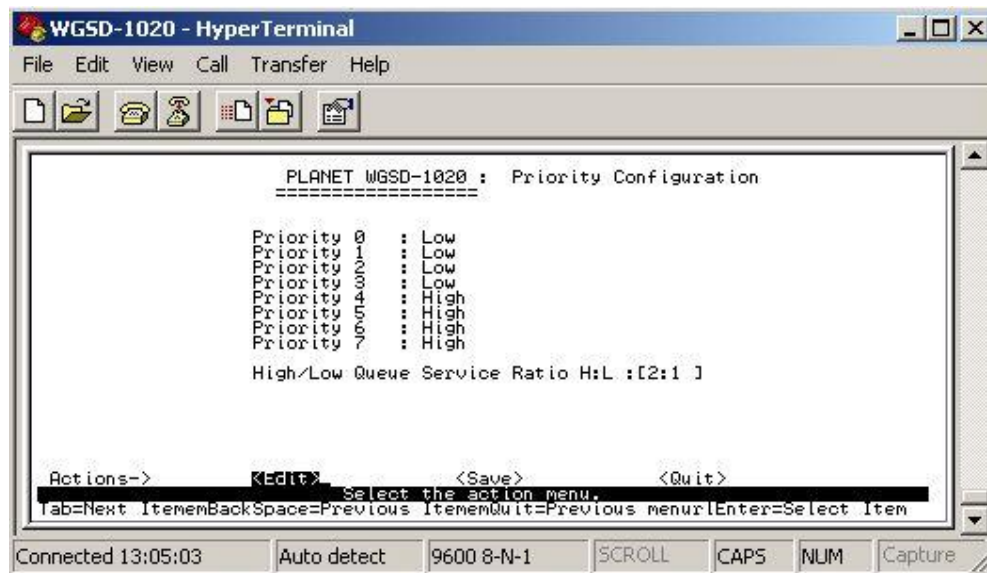 WGSD-1020 - HyperTerminal
File Edit View Call Transfer Help
PLANET WGSD-1020 : Priority Configuration
===================
Priority 0 : Low
Priority 1 : Low
Priority 2 : Low
Priority 3 : Low
Priority 4 : High
Priority 5 : High
Priority 6 : High
Priority 7 : High
High/Low Queue Service Ratio H:L :[2:1 ]
Actions-> <Edit> <Save> <Quit>
Select the action menu.
Tab=Next ItememBackSpace=Previous ItememQuit=Previous menurlEnter=Select Item
Connected 13:05:03 Auto detect 9600 8-N-1 SCROLL CAPS NUM Capture